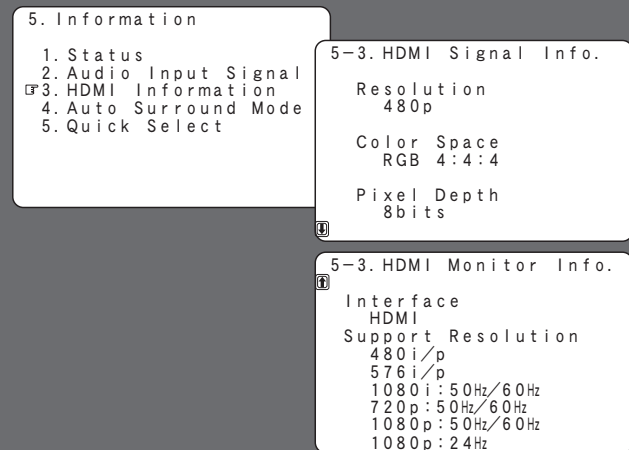 5. Information
1. Status
2. Audio Input Signal
☞3. HDMI Information
4. Auto Surround Mode
5. Quick Select
5-3. HDMI Signal Info.
Resolution
480p
Color Space
RGB 4:4:4
Pixel Depth
8bits
5-3. HDMI Monitor Info.
Interface
HDMI
Support Resolution
480i/p
576i/p
1080i:50Hz/60Hz
720p:50Hz/60Hz
1080p:50Hz/60Hz
1080p:24Hz